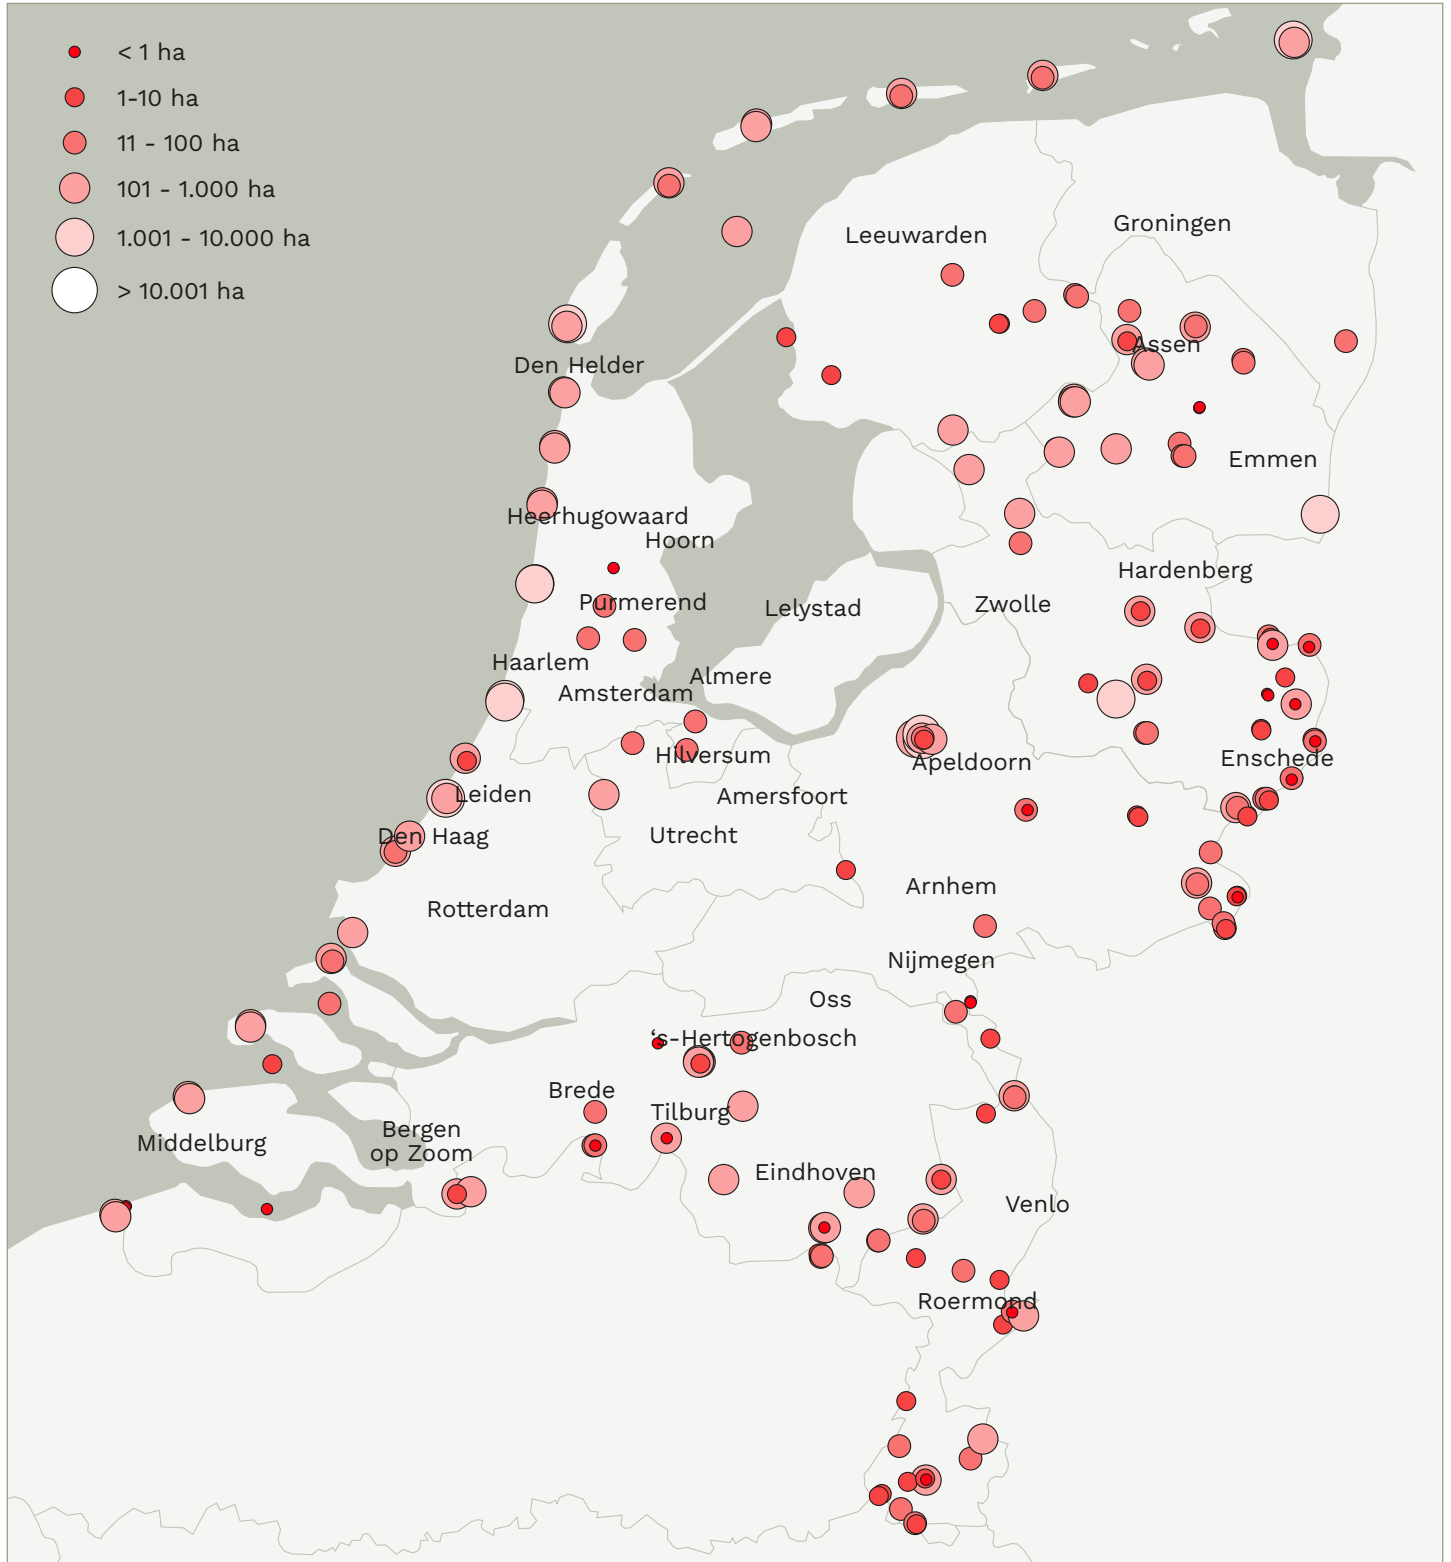 < 1 ha
1-10 ha
11 - 100 ha
101 - 1.000 ha
1.001 - 10.000 ha
> 10.001 ha
Groningen
Leeuwarden
Assen
Den Helder
Emmen
Heerhugowaard
Hoorn
Hardenberg
Purmerend
Lelystad
Zwolle
Haarlem
Almere
Amsterdam
Hilversum
Enschede
Apeldoorn
Leiden
Amersfoort
Den Haag
Utrecht
Arnhem
Rotterdam
Nijmegen
Oss
‘s-Hertogenbosch
Brede
Tilburg
Bergen
op Zoom
Middelburg
Eindhoven
Venlo
Roermond